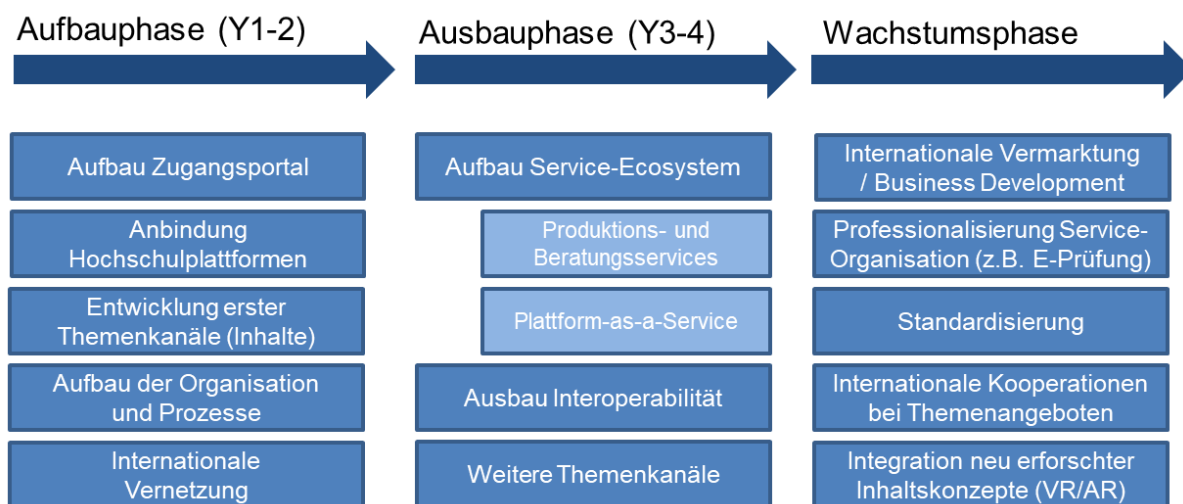 Aufbauphase (Y1-2)
Aufbau Zugangsportal
Anbindung
Hochschulplattformen
Entwicklung erster
Themenkanäle (Inhalte)
Aufbau der Organisation
und Prozesse
Internationale
Vernetzung
Ausbauphase (Y3-4)
Aufbau Service-Ecosystem
Produktions- und
Beratungsservices
Plattform-as-a-Service
Ausbau Interoperabilität
Weitere Themenkanäle
Wachstumsphase
Internationale Vermarktung
/ Business Development
Professionalisierung Service-
Organisation (z.B. E-Prüfung)
Standardisierung
Internationale Kooperationen
bei Themenangeboten
Integration neu erforschter
Inhaltskonzepte (VR/AR)